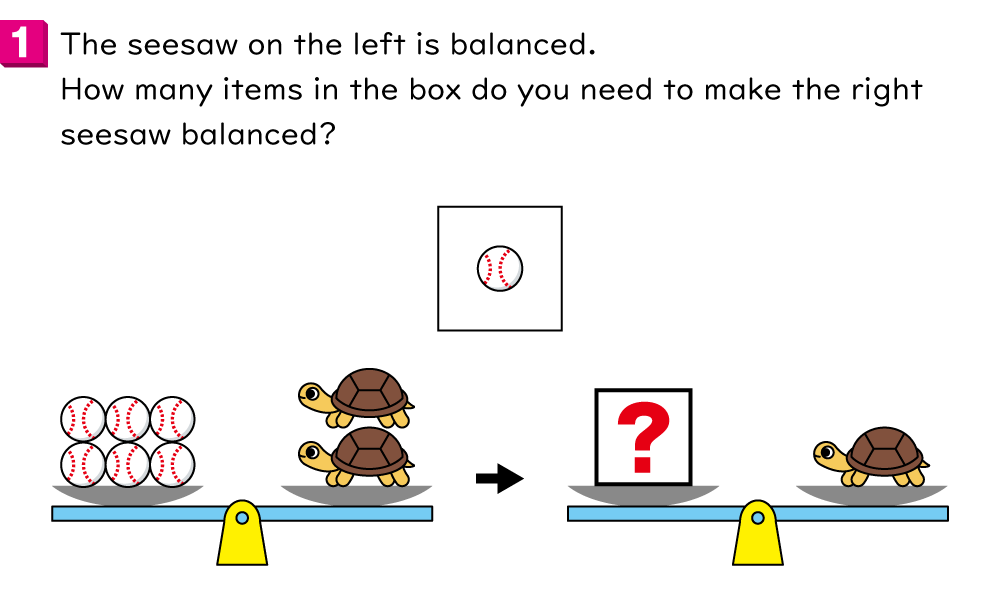 1 The seesaw on the left is balanced.
How many items in the box do you need to make the right
seesaw balanced?
?